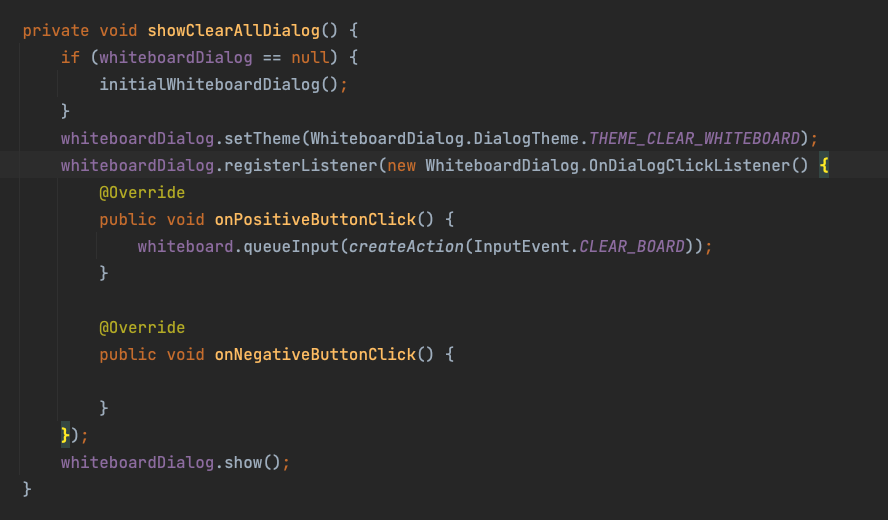 private void showClearAllDialog() {
    if (whiteboardDialog == null) {
        initialWhiteboardDialog();
    }
    whiteboardDialog.setTheme(WhiteboardDialog.DialogTheme.THEME_CLEAR_WHITEBOARD);
    whiteboardDialog.registerListener(new WhiteboardDialog.OnDialogClickListener() {
        @Override
        public void onPositiveButtonClick() {
            whiteboard.queueInput(createAction(InputEvent.CLEAR_BOARD));
        }

        @Override
        public void onNegativeButtonClick() {

        }
    });
    whiteboardDialog.show();
}